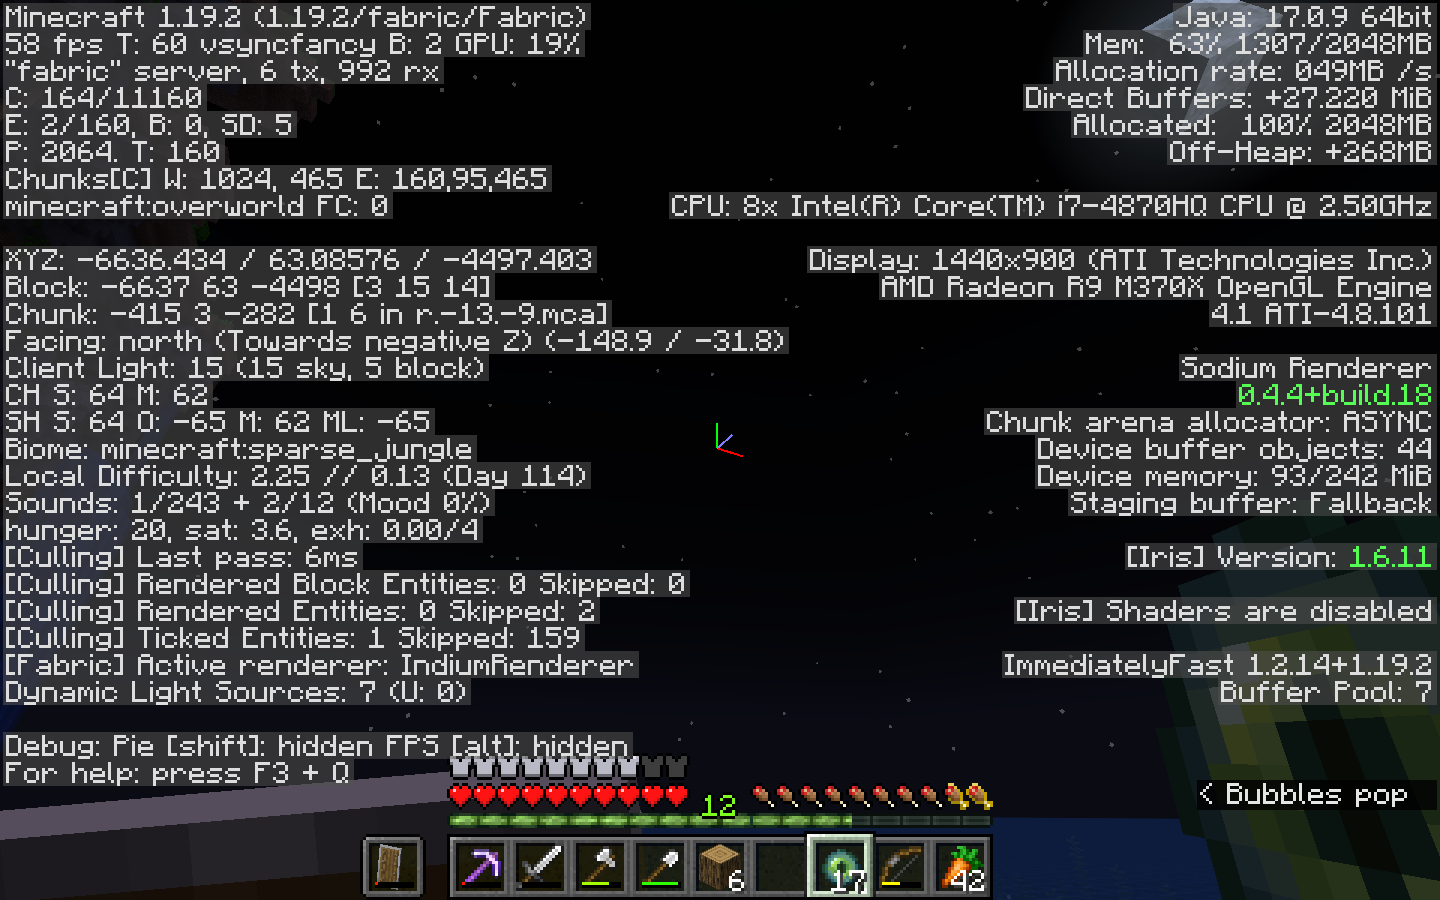 Minecraft 1.19.2 (1.19.2/fabric/Fabric)
58 fps T: 60 vsyncfancy B: 2 GPU: 19%
"fabric" server, 6 tx, 992 rx
C: 164/11160
E: 2/160, B: 0, SD: 5
P: 2064. T: 160
Chunks[C] W: 1024, 465 E: 160,95,465
minecraft:overworld FC: 0
XYZ: -6636.434 / 63.08576 / -4497.403
Block: -6637 63 -4498 [3 15 14]
Chunk: -415 3 -282 [1 6 in r.-13.-9.mca]
Facing: north (Towards negative Z) (-148.9 / -31.8)
Client Light: 15 (15 sky, 5 block)
CH S: 64 M: 62
SH S: 64 O: -65 M: 62 ML: -65
Biome: minecraft:sparse_jungle
Local Difficulty: 2.25 // 0.13 (Day 114)
Sounds: 1/243 + 2/12 (Mood 0%)
hunger: 20, sat: 3.6, exh: 0.00/4
[Culling] Last pass: 6ms
[Culling] Rendered Block Entities: 0 Skipped: 0
[Culling] Rendered Entities: 0 Skipped: 2
[Culling] Ticked Entities: 1 Skipped: 159
[Fabric] Active renderer: IndiumRenderer
Dynamic Light Sources: 7 (U: 0)
Debug: Pie [shift]: hidden FPS [alt]: hidden
For help: press F3 + Q
Java: 17.0.9 64bit
Mem: 63% 1307/2048MB
Allocation rate: 049MB /s
Direct Buffers: +27.220 MiB
Allocated: 100% 2048MB
Off-Heap: +268MB
CPU: 8x Intel(R) Core(TM) i7-4870HQ CPU @ 2.50GHz
Display: 1440x900 (ATI Technologies Inc.)
AMD Radeon R9 M370X OpenGL Engine
4.1 ATI-4.8.101
Sodium Renderer
0.4.4+build.18
Chunk arena allocator: ASYNC
Device buffer objects: 44
Device memory: 93/242 MiB
Staging buffer: Fallback
[Iris] Version: 1.6.11
[Iris] Shaders are disabled
ImmediatelyFast 1.2.14+1.19.2
Buffer Pool: 7
< Bubbles pop
12
6
17
42